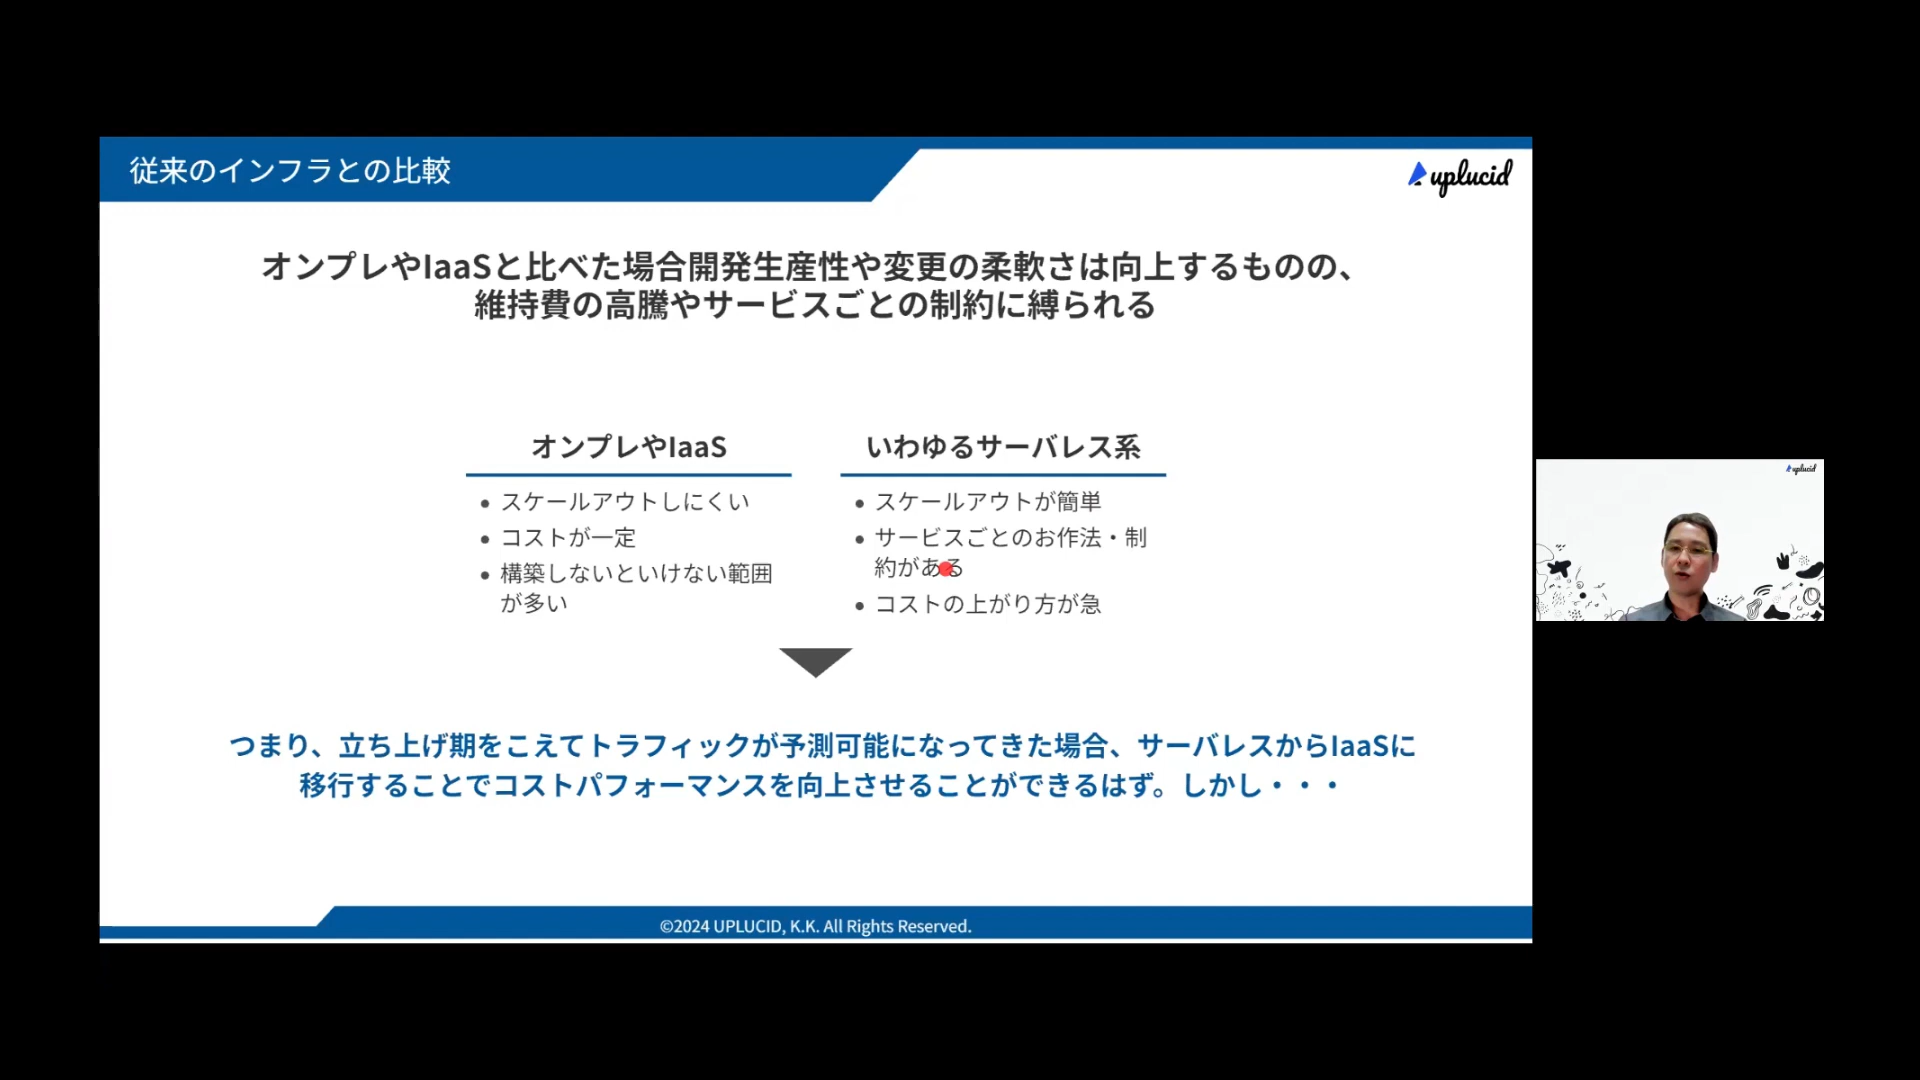 従来のインフラとの比較
uplucid
オンプレやIaaSと比べた場合開発生産性や変更の柔軟さは向上するものの、
維持費の高騰やサービスごとの制約に縛られる
オンプレやIaaS
スケールアウトしにくい
コストが一定
構築しないといけない範囲
が多い
いわゆるサーバレス系
スケールアウトが簡単
サービスごとのお作法・制
約がある
コストの上がり方が急
つまり、立ち上げ期をこえてトラフィックが予測可能になってきた場合、サーバレスからIaaSに
移行することでコストパフォーマンスを向上させることができるはず。しかし・・・
©2024 UPLUCID, K.K. All Rights Reserved.
uplucid